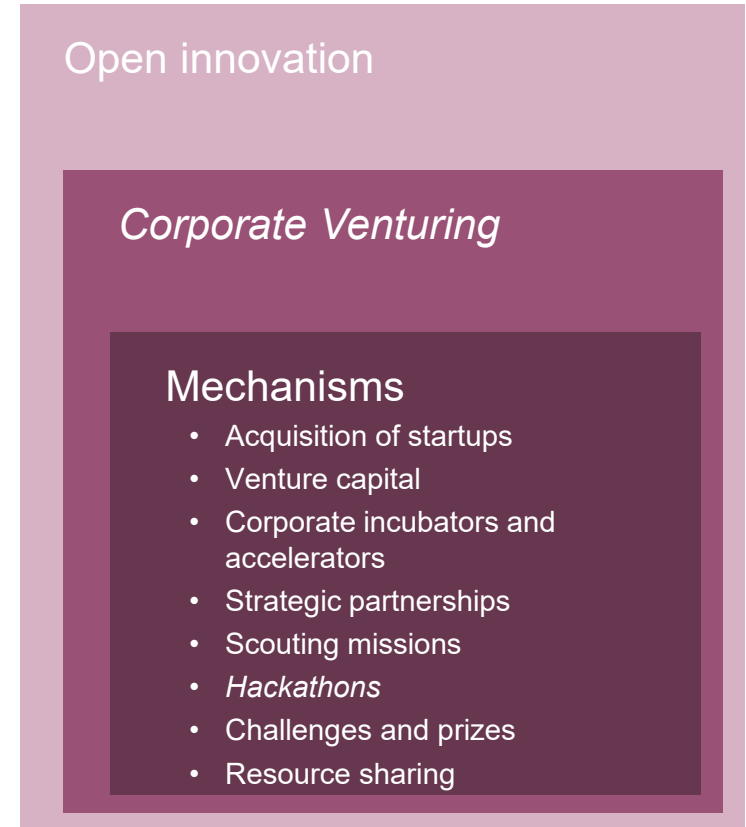 Open innovation
Corporate Venturing
Mechanisms
• Acquisition of startups
• Venture capital
• Corporate incubators and
accelerators
• Strategic partnerships
• Scouting missions
• Hackathons
• Challenges and prizes
• Resource sharing